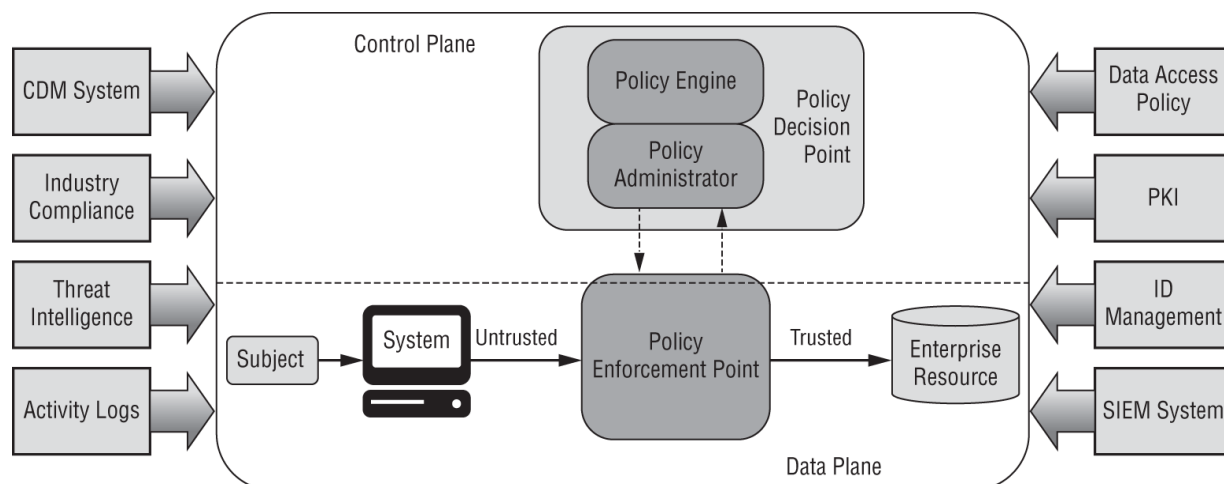 Control Plane
CDM System
Industry
Compliance
Threat
Intelligence
Activity Logs
Policy Engine
Policy
Administrator
Policy
Decision
Point
Subject
System
Untrusted
Policy
Enforcement Point
Trusted
Enterprise
Resource
Data Plane
Data Access
Policy
PKI
ID
Management
SIEM System